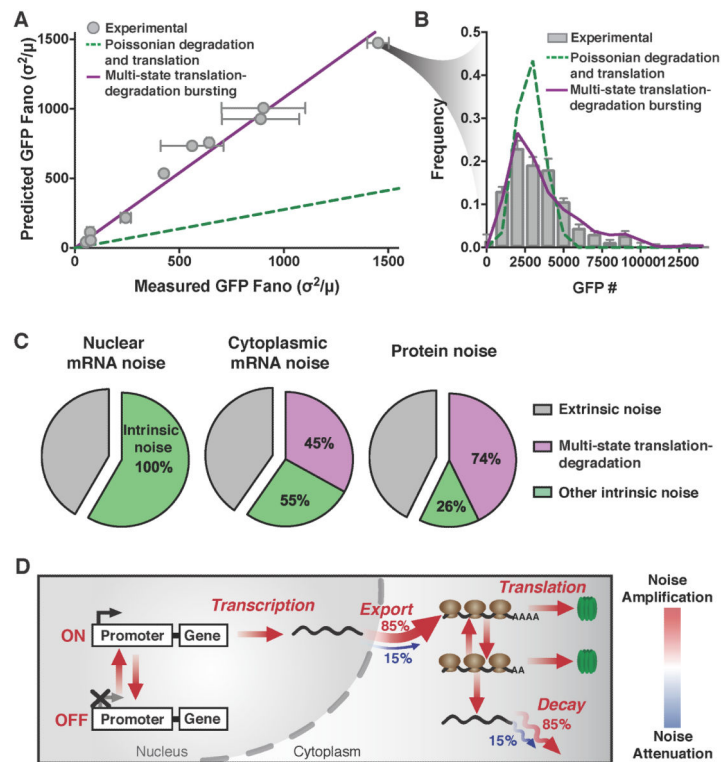 A
Experimental
Poissonian degradation
and translation
Multi-state translation-
degradation bursting
Predicted GFP Fano (σ²/μ)
1500
1000
500
0
0
500
1000
1500
Measured GFP Fano (σ²/μ)
B
Experimental
Poissonian degradation
and translation
Multi-state translation-
degradation bursting
Frequency
0.5
0.4
0.3
0.2
0.1
0.0
0
2500
5000
7500
10000
12500
GFP #
C
Nuclear
mRNA noise
Cytoplasmic
mRNA noise
Protein noise
Intrinsic
noise
100%
45%
55%
74%
26%
Extrinsic noise
Multi-state translation-
degradation
Other intrinsic noise
D
Transcription
Export
85%
15%
Translation
ON
Promoter
Gene
AAAA
AA
OFF
Promoter
Gene
Decay
85%
15%
Nucleus
Cytoplasm
Noise
Amplification
Noise
Attenuation